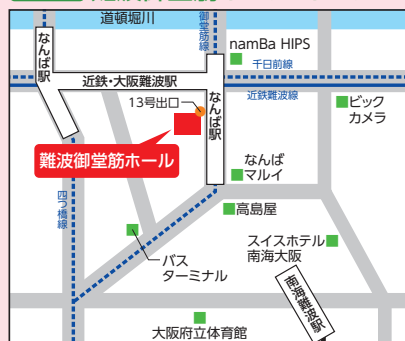 道頓堀川
御堂筋線
なんば駅
namBa HIPS
千日前線
近鉄・大阪難波駅
近鉄難波線
13号出口
なんば駅
ビック
カメラ
難波御堂筋ホール
なんば
マルイ
四つ橋線
高島屋
スイスホテル
南海大阪
バス
ターミナル
南海難波駅
大阪府立体育館